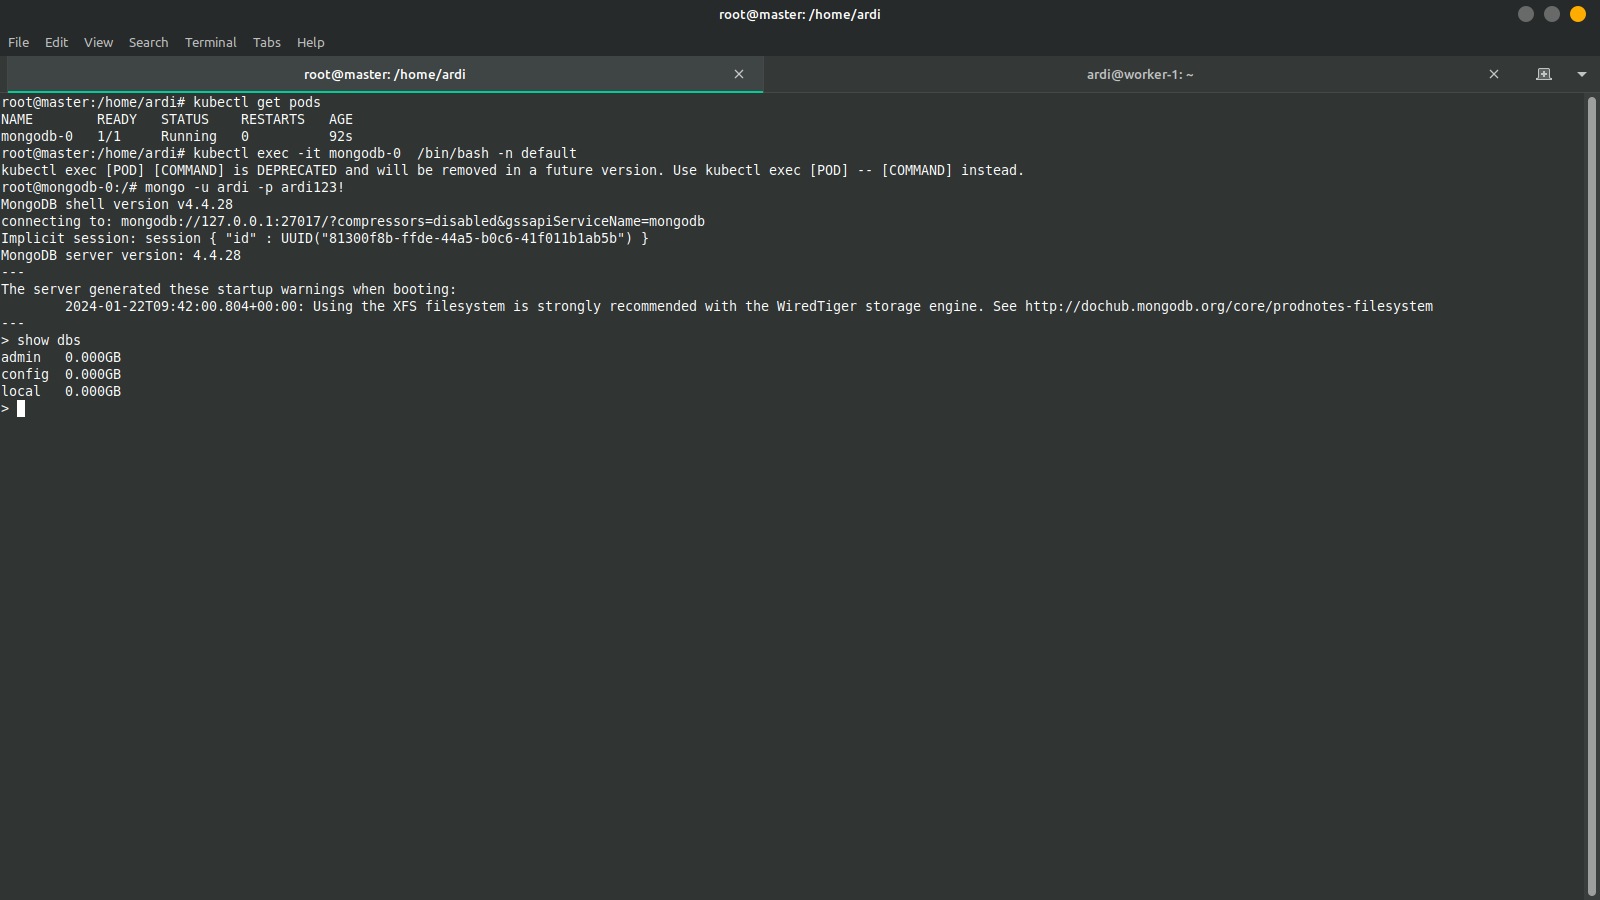 root@master: /home/ardi
File Edit View Search Terminal Tabs Help
root@master: /home/ardi × ardi@worker-1: ~ ×
root@master:/home/ardi# kubectl get pods
NAME        READY   STATUS    RESTARTS   AGE
mongodb-0   1/1     Running   0          92s
root@master:/home/ardi# kubectl exec -it mongodb-0  /bin/bash -n default
kubectl exec [POD] [COMMAND] is DEPRECATED and will be removed in a future version. Use kubectl exec [POD] -- [COMMAND] instead.
root@mongodb-0:/# mongo -u ardi -p ardi123!
MongoDB shell version v4.4.28
connecting to: mongodb://127.0.0.1:27017/?compressors=disabled&gssapiServiceName=mongodb
Implicit session: session { "id" : UUID("81300f8b-ffde-44a5-b0c6-41f011b1ab5b") }
MongoDB server version: 4.4.28
---
The server generated these startup warnings when booting:
        2024-01-22T09:42:00.804+00:00: Using the XFS filesystem is strongly recommended with the WiredTiger storage engine. See http://dochub.mongodb.org/core/prodnotes-filesystem
---
> show dbs
admin   0.000GB
config  0.000GB
local   0.000GB
>